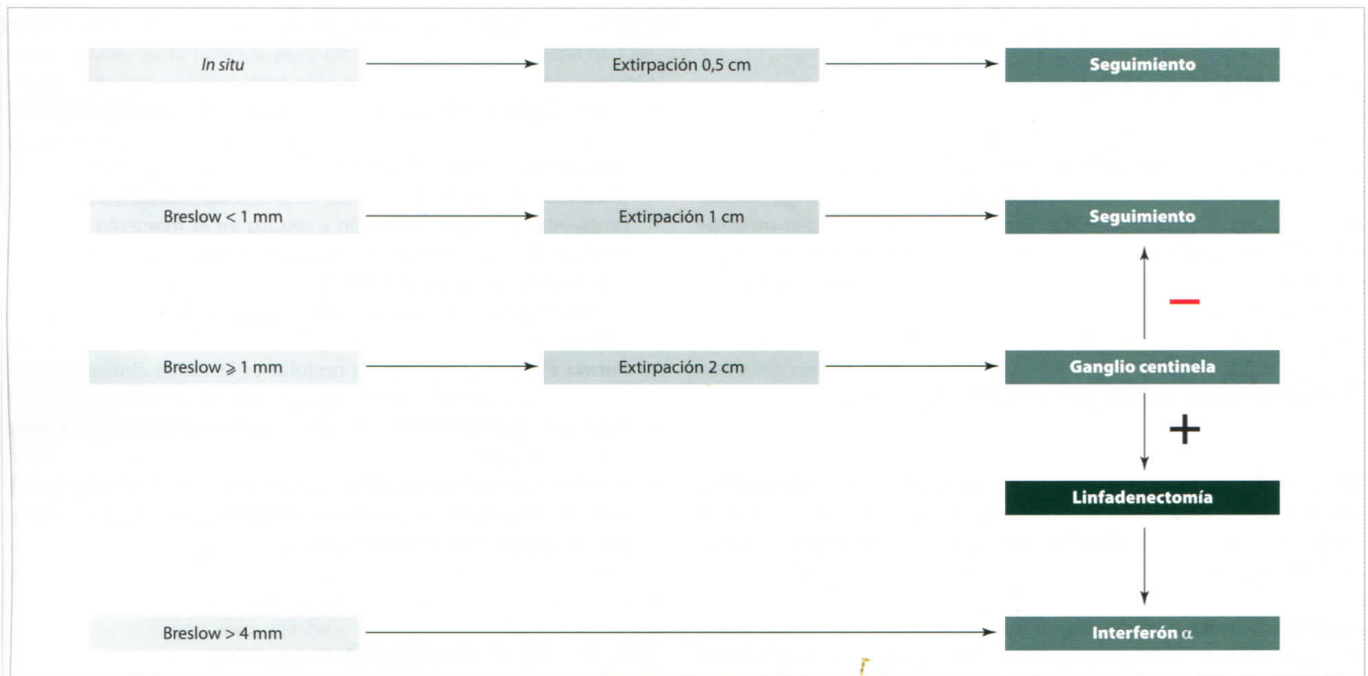 In situ
Extirpación 0,5 cm
Seguimiento
Breslow < 1 mm
Extirpación 1 cm
Seguimiento
−
Breslow ⩾ 1 mm
Extirpación 2 cm
Ganglio centinela
+
Linfadenectomía
Breslow > 4 mm
Interferón α